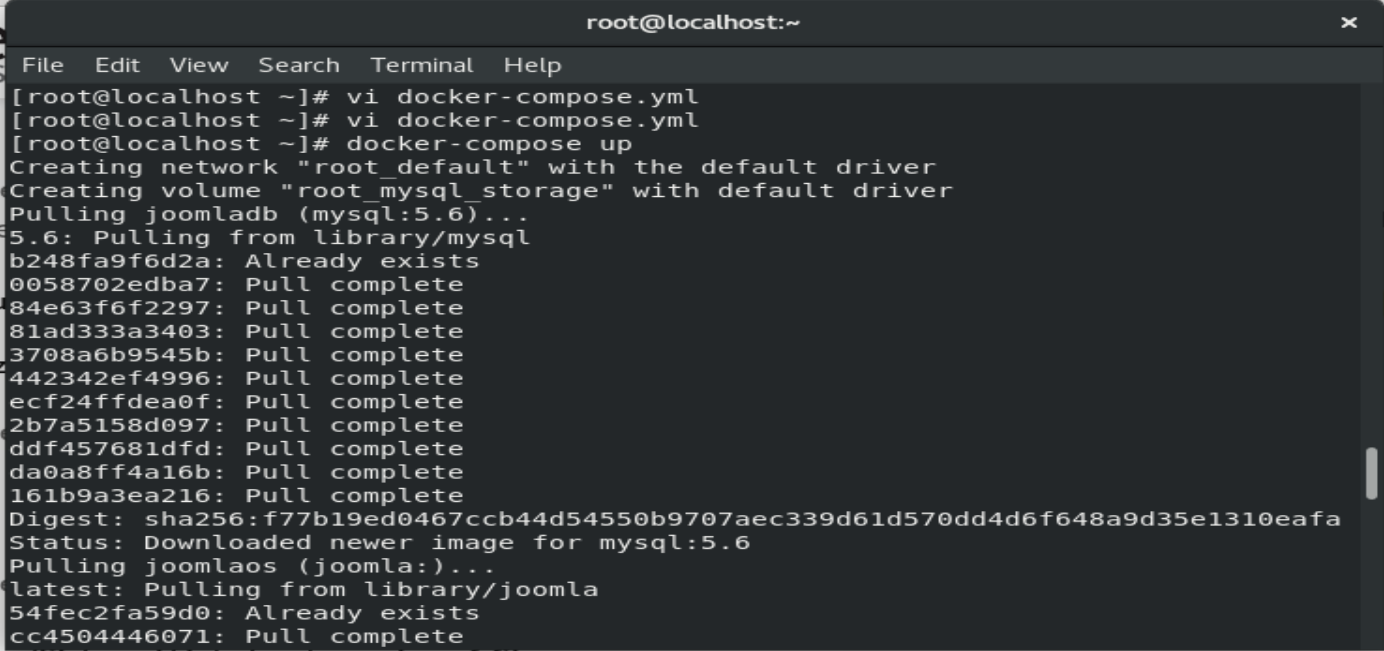 root@localhost:~
File Edit View Search Terminal Help
[root@localhost ~]# vi docker-compose.yml
[root@localhost ~]# vi docker-compose.yml
[root@localhost ~]# docker-compose up
Creating network "root_default" with the default driver
Creating volume "root_mysql_storage" with default driver
Pulling joomladb (mysql:5.6)...
5.6: Pulling from library/mysql
b248fa9f6d2a: Already exists
0058702edba7: Pull complete
84e63f6f2297: Pull complete
81ad333a3403: Pull complete
3708a6b9545b: Pull complete
442342ef4996: Pull complete
ecf24ffdea0f: Pull complete
2b7a5158d097: Pull complete
ddf457681dfd: Pull complete
da0a8ff4a16b: Pull complete
161b9a3ea216: Pull complete
Digest: sha256:f77b19ed0467ccb44d54550b9707aec339d61d570dd4d6f648a9d35e1310eafa
Status: Downloaded newer image for mysql:5.6
Pulling joomlaos (joomla:)...
latest: Pulling from library/joomla
54fec2fa59d0: Already exists
cc4504446071: Pull complete